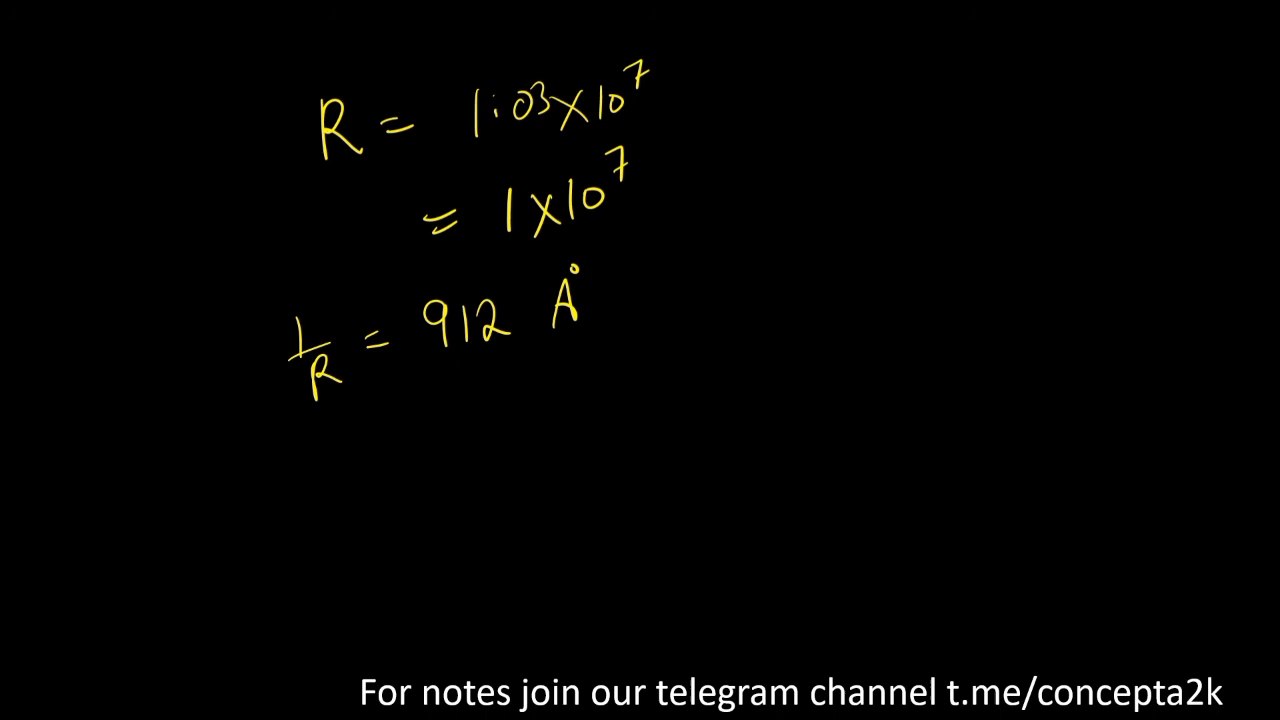 R = 1.03×10⁷
= 1×10⁷
1/R = 912 Å
For notes join our telegram channel t.me/concepta2k